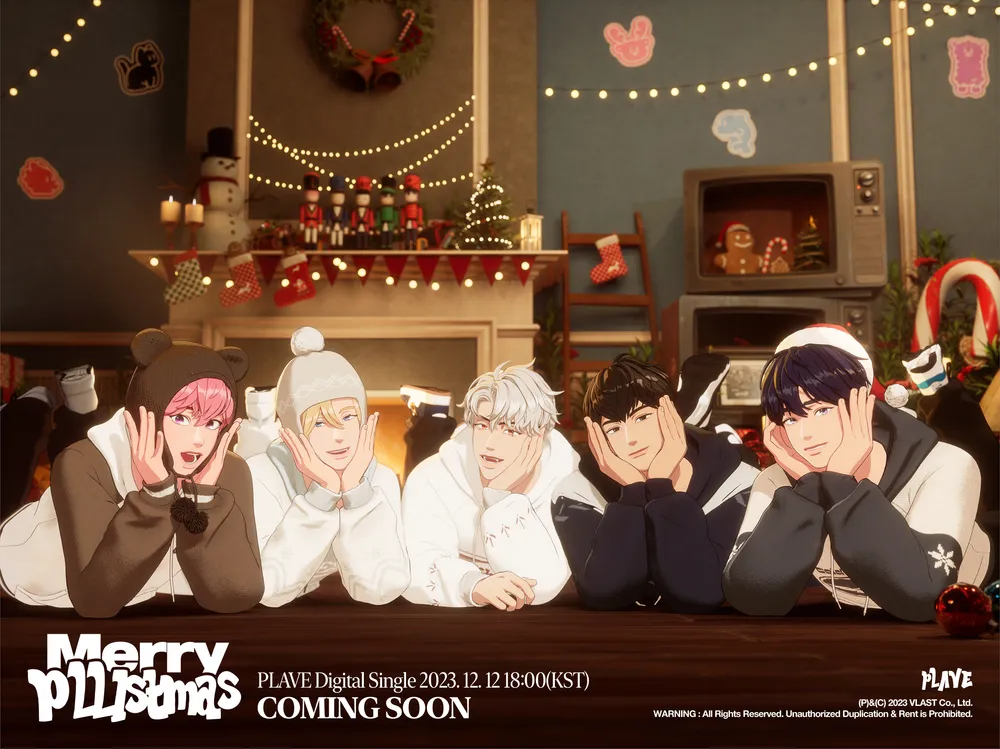 Merry
PLLIstmas
PLAVE Digital Single 2023. 12. 12 18:00(KST)
COMING SOON
PLAVE
(P)&(C) 2023 VLAST Co., Ltd.
WARNING : All Rights Reserved. Unauthorized Duplication & Rent is Prohibited.